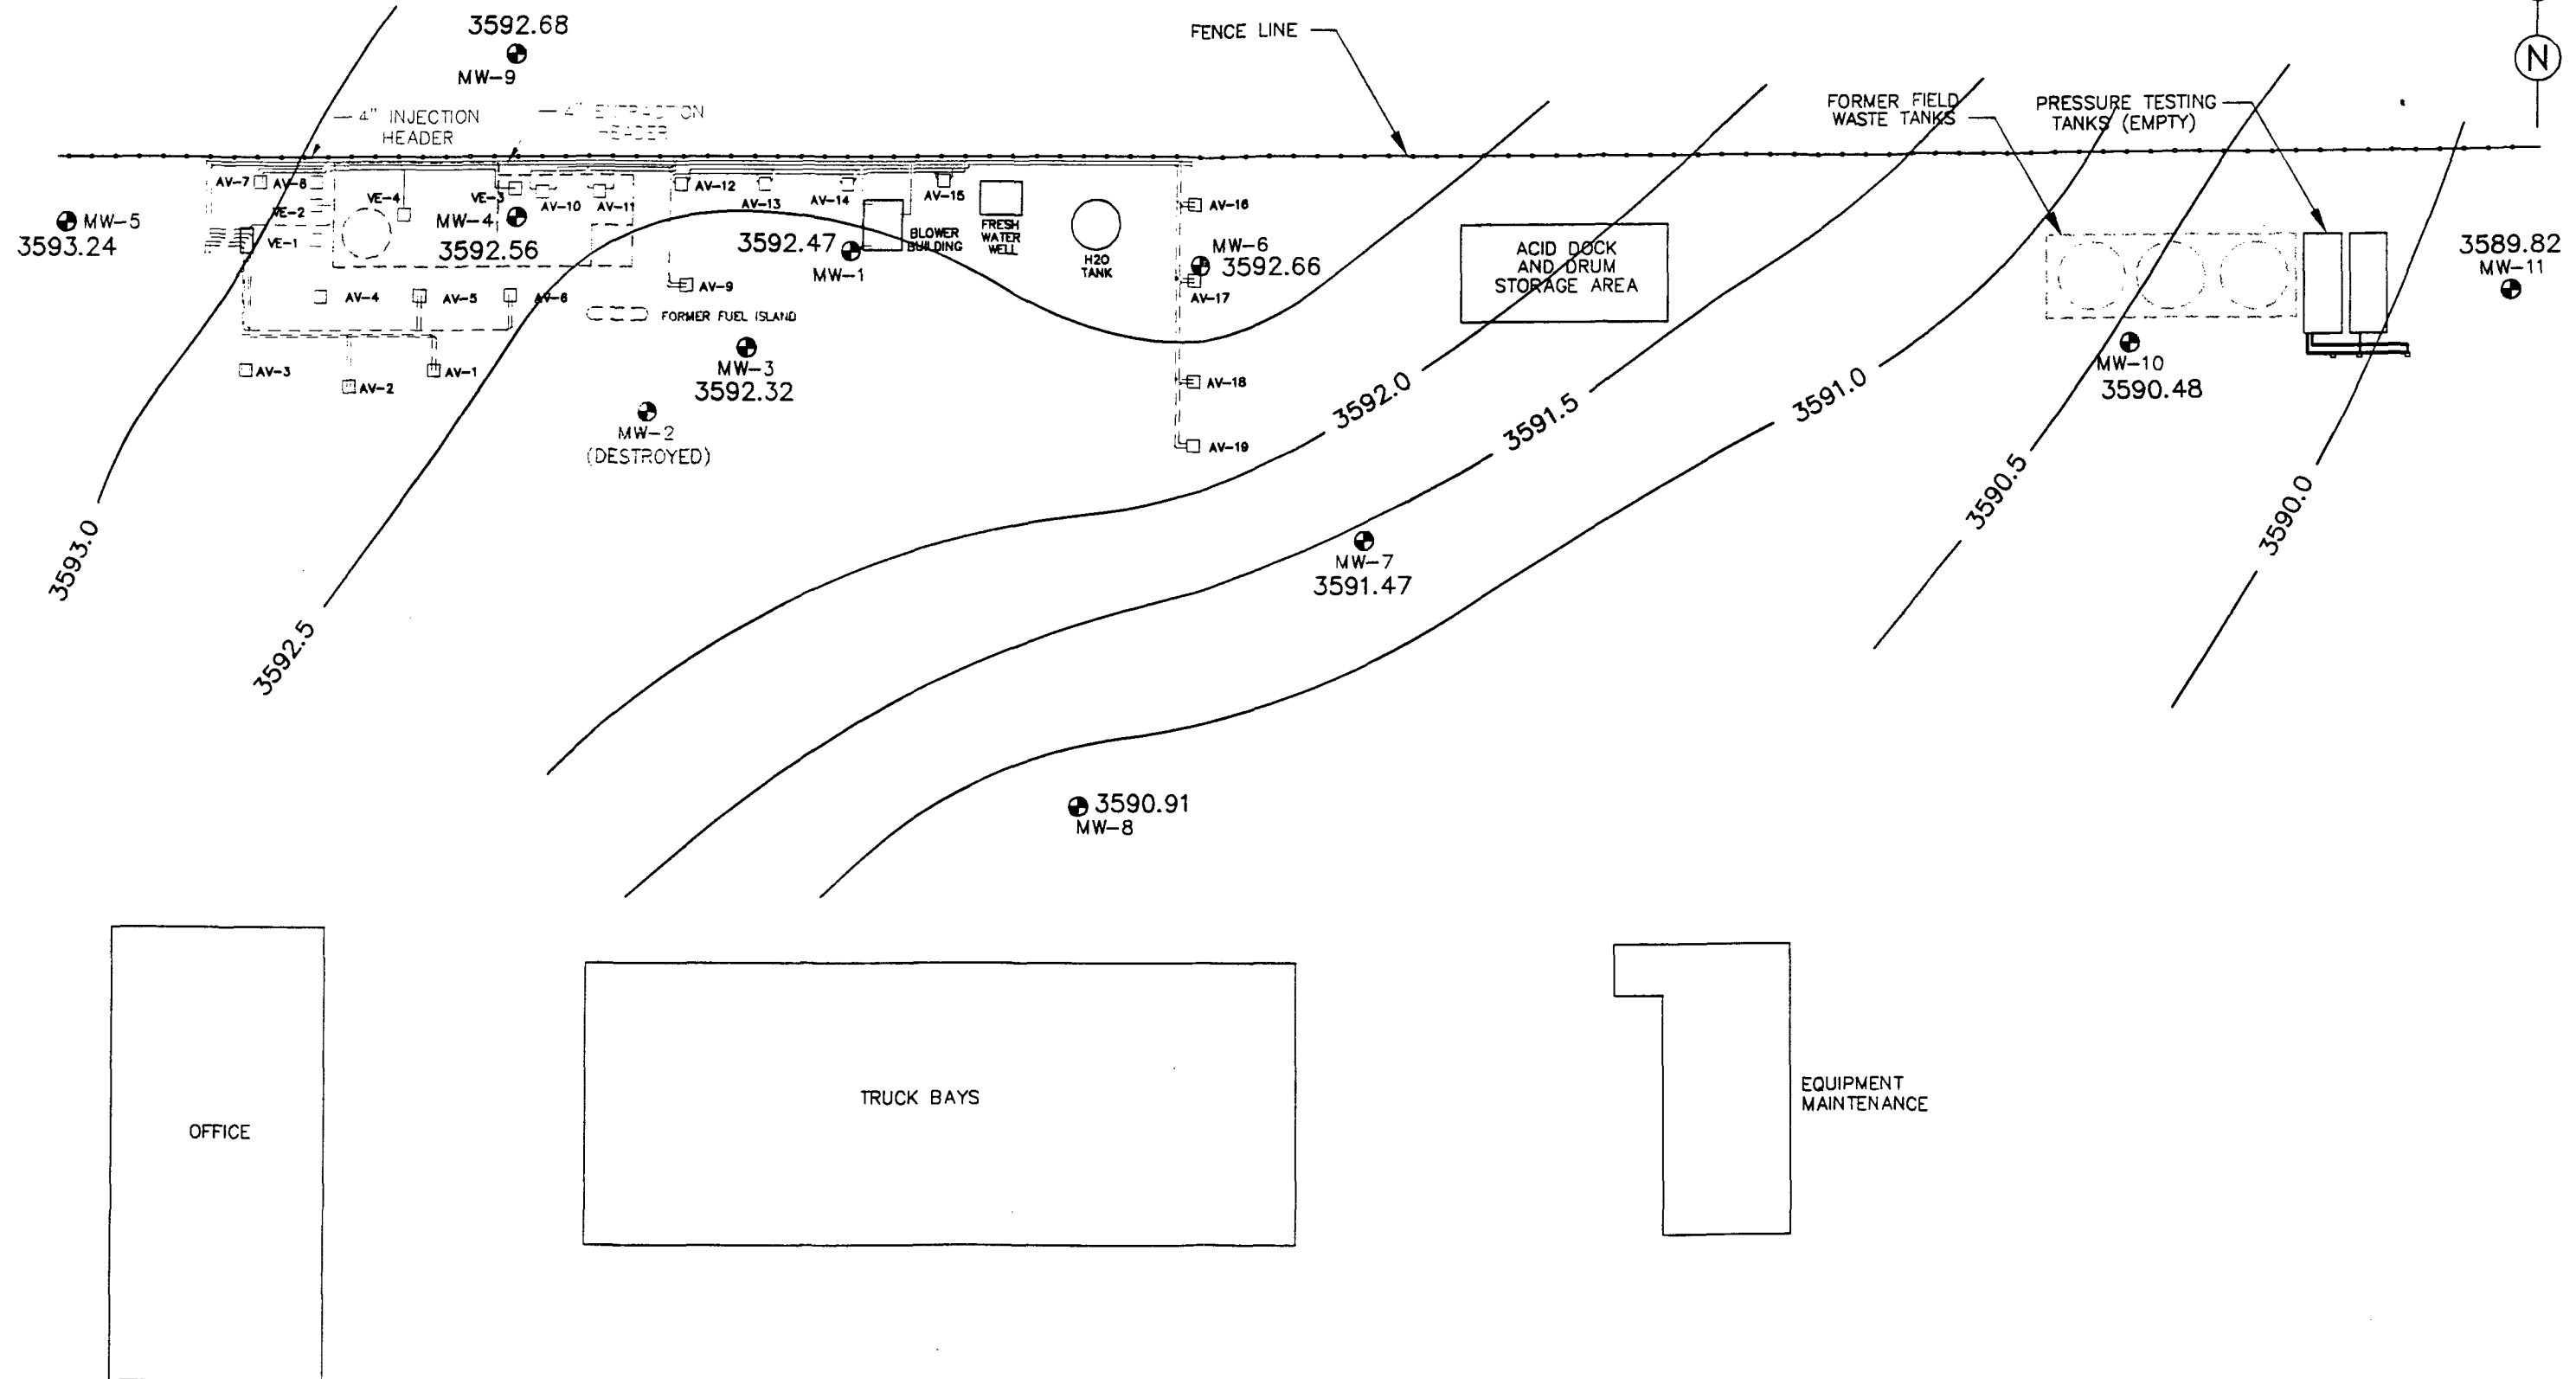 3592.68
MW-9
FENCE LINE
N
4" INJECTION
HEADER
4" EXTRACTION
HEADER
FORMER FIELD
WASTE TANKS
PRESSURE TESTING
TANKS (EMPTY)
AV-7
AV-8
VE-2
VE-1
VE-4
VE-3
AV-10
AV-11
AV-12
AV-13
AV-14
AV-15
AV-16
MW-5
3593.24
MW-4
3592.56
3592.47
MW-1
BLOWER
BUILDING
FRESH
WATER
WELL
H2O
TANK
MW-6
3592.66
AV-17
ACID DOCK
AND DRUM
STORAGE AREA
3589.82
MW-11
AV-4
AV-5
AV-6
AV-9
FORMER FUEL ISLAND
AV-3
AV-2
AV-1
MW-3
3592.32
MW-2
(DESTROYED)
AV-18
AV-19
MW-10
3590.48
3593.0
3592.5
3592.0
3591.5
3591.0
3590.5
3590.0
MW-7
3591.47
3590.91
MW-8
OFFICE
TRUCK BAYS
EQUIPMENT
MAINTENANCE